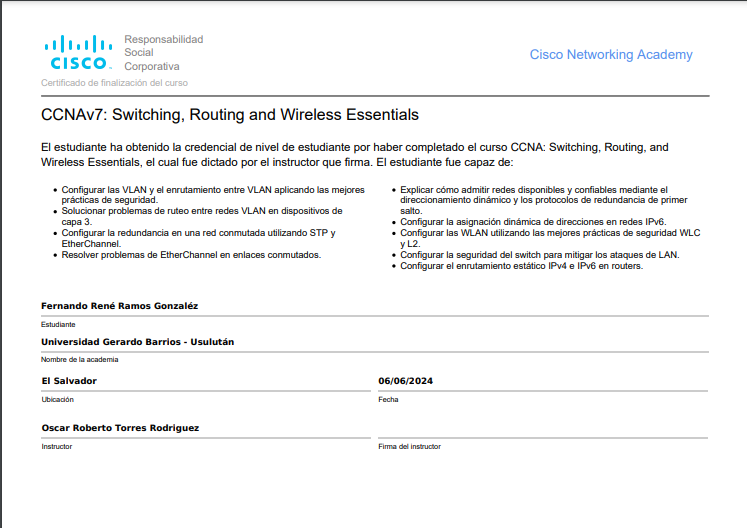 CISCO
Responsabilidad
Social
Corporativa
Cisco Networking Academy
Certificado de finalización del curso
CCNAv7: Switching, Routing and Wireless Essentials
El estudiante ha obtenido la credencial de nivel de estudiante por haber completado el curso CCNA: Switching, Routing, and
Wireless Essentials, el cual fue dictado por el instructor que firma. El estudiante fue capaz de:
• Configurar las VLAN y el enrutamiento entre VLAN aplicando las mejores
prácticas de seguridad.
• Solucionar problemas de ruteo entre redes VLAN en dispositivos de
capa 3.
• Configurar la redundancia en una red conmutada utilizando STP y
EtherChannel.
• Resolver problemas de EtherChannel en enlaces conmutados.
• Explicar cómo admitir redes disponibles y confiables mediante el
direccionamiento dinámico y los protocolos de redundancia de primer
salto.
• Configurar la asignación dinámica de direcciones en redes IPv6.
• Configurar las WLAN utilizando las mejores prácticas de seguridad WLC
y L2.
• Configurar la seguridad del switch para mitigar los ataques de LAN.
• Configurar el enrutamiento estático IPv4 e IPv6 en routers.
Fernando René Ramos Gonzaléz
Estudiante
Universidad Gerardo Barrios - Usulután
Nombre de la academia
El Salvador
Ubicación
06/06/2024
Fecha
Oscar Roberto Torres Rodriguez
Instructor
Firma del instructor